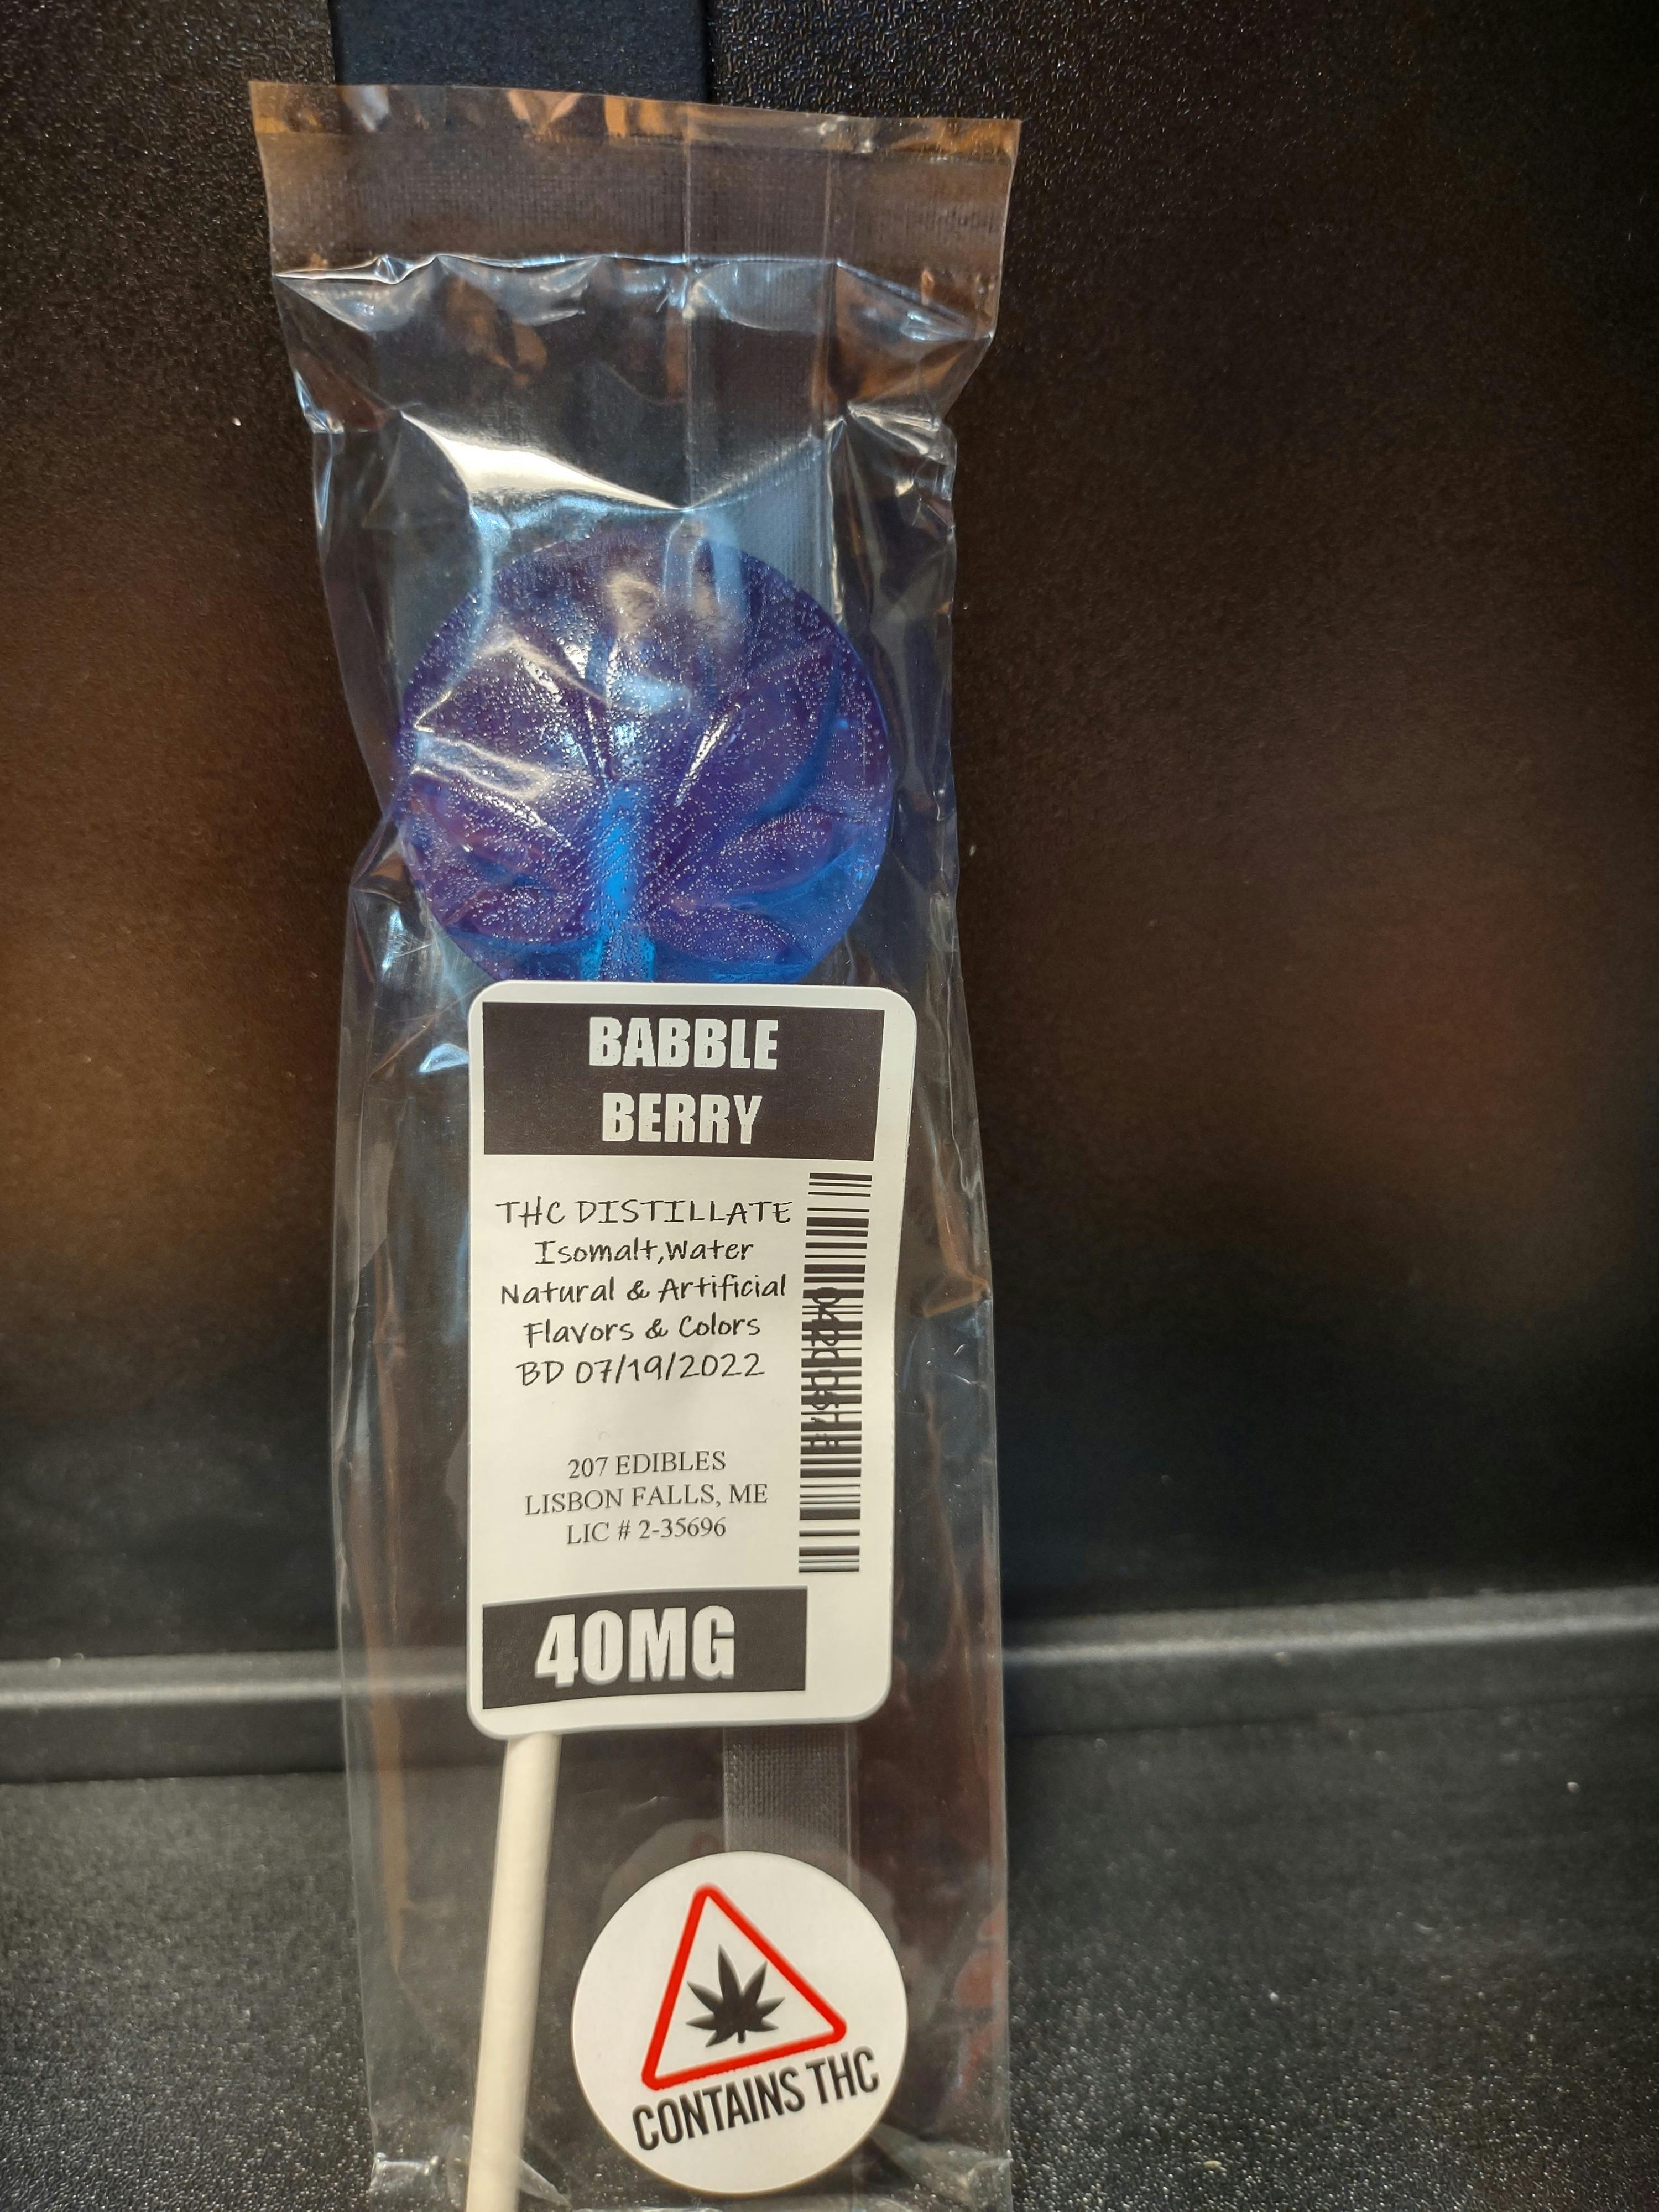 BABBLE
BERRY
THC DISTILLATE
Isomalt,Water
Natural & Artificial
Flavors & Colors
BD 07/19/2022
207 EDIBLES
LISBON FALLS, ME
LIC # 2-35696
40MG
CONTAINS THC